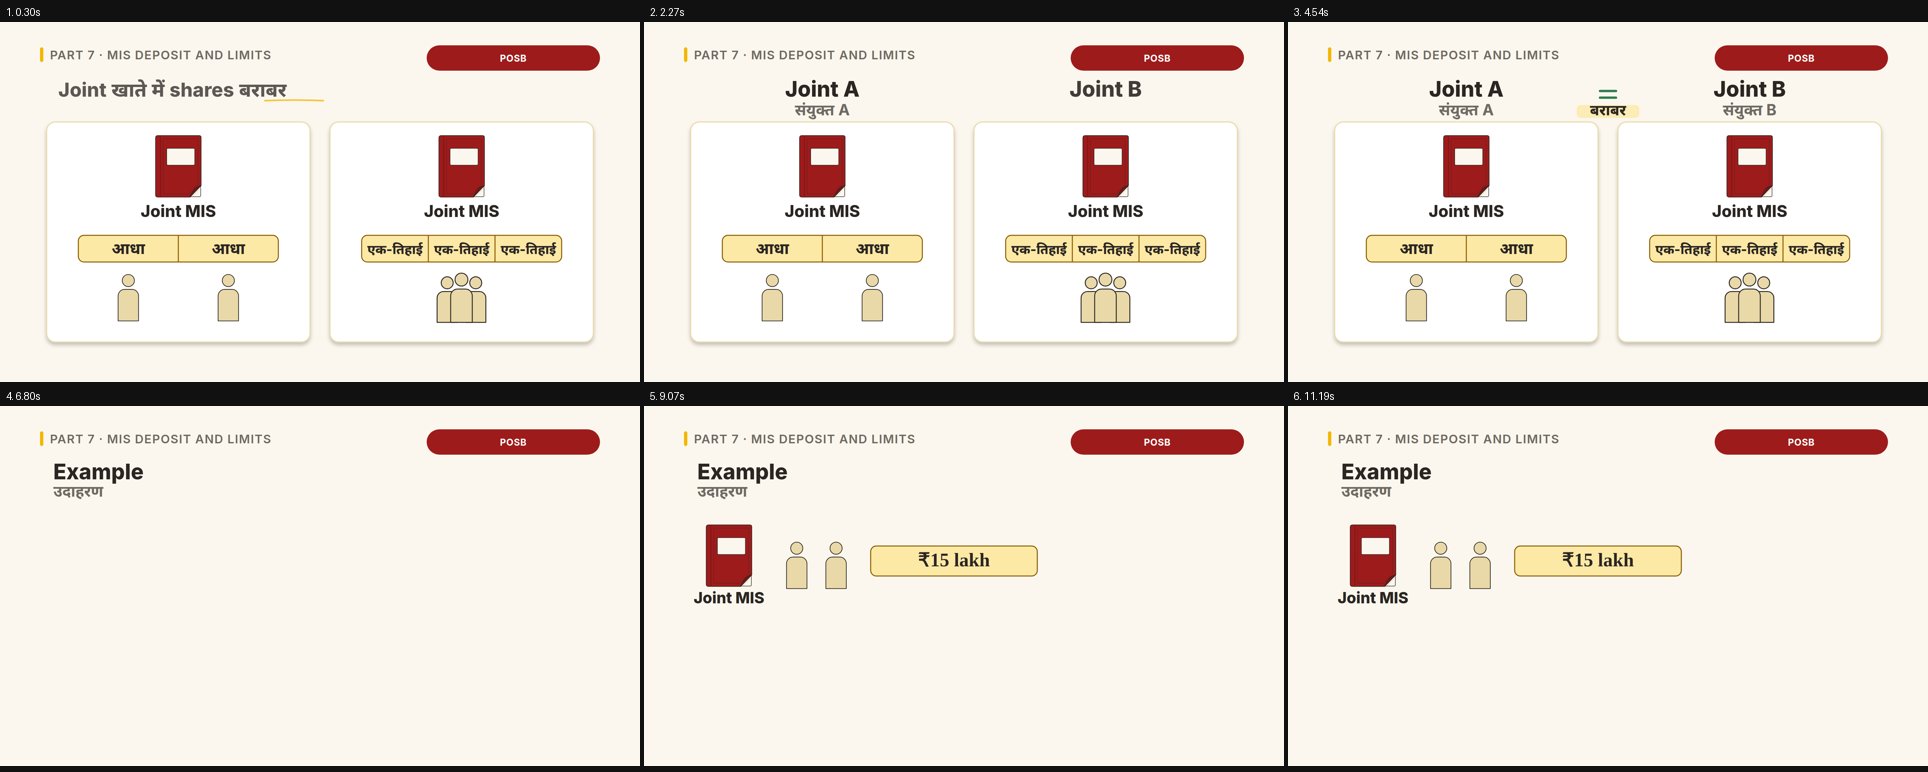 1. 0.30s
PART 7 · MIS DEPOSIT AND LIMITS
POSB
Joint खाते में shares बराबर
Joint MIS
Joint MIS
आधा आधा
एक-तिहाई एक-तिहाई एक-तिहाई
2. 2.27s
PART 7 · MIS DEPOSIT AND LIMITS
POSB
Joint A
Joint B
संयुक्त A
Joint MIS
Joint MIS
आधा आधा
एक-तिहाई एक-तिहाई एक-तिहाई
3. 4.54s
PART 7 · MIS DEPOSIT AND LIMITS
POSB
Joint A = Joint B
संयुक्त A बराबर संयुक्त B
Joint MIS
Joint MIS
आधा आधा
एक-तिहाई एक-तिहाई एक-तिहाई
4. 6.80s
PART 7 · MIS DEPOSIT AND LIMITS
POSB
Example
उदाहरण
5. 9.07s
PART 7 · MIS DEPOSIT AND LIMITS
POSB
Example
उदाहरण
₹15 lakh
Joint MIS
6. 11.19s
PART 7 · MIS DEPOSIT AND LIMITS
POSB
Example
उदाहरण
₹15 lakh
Joint MIS